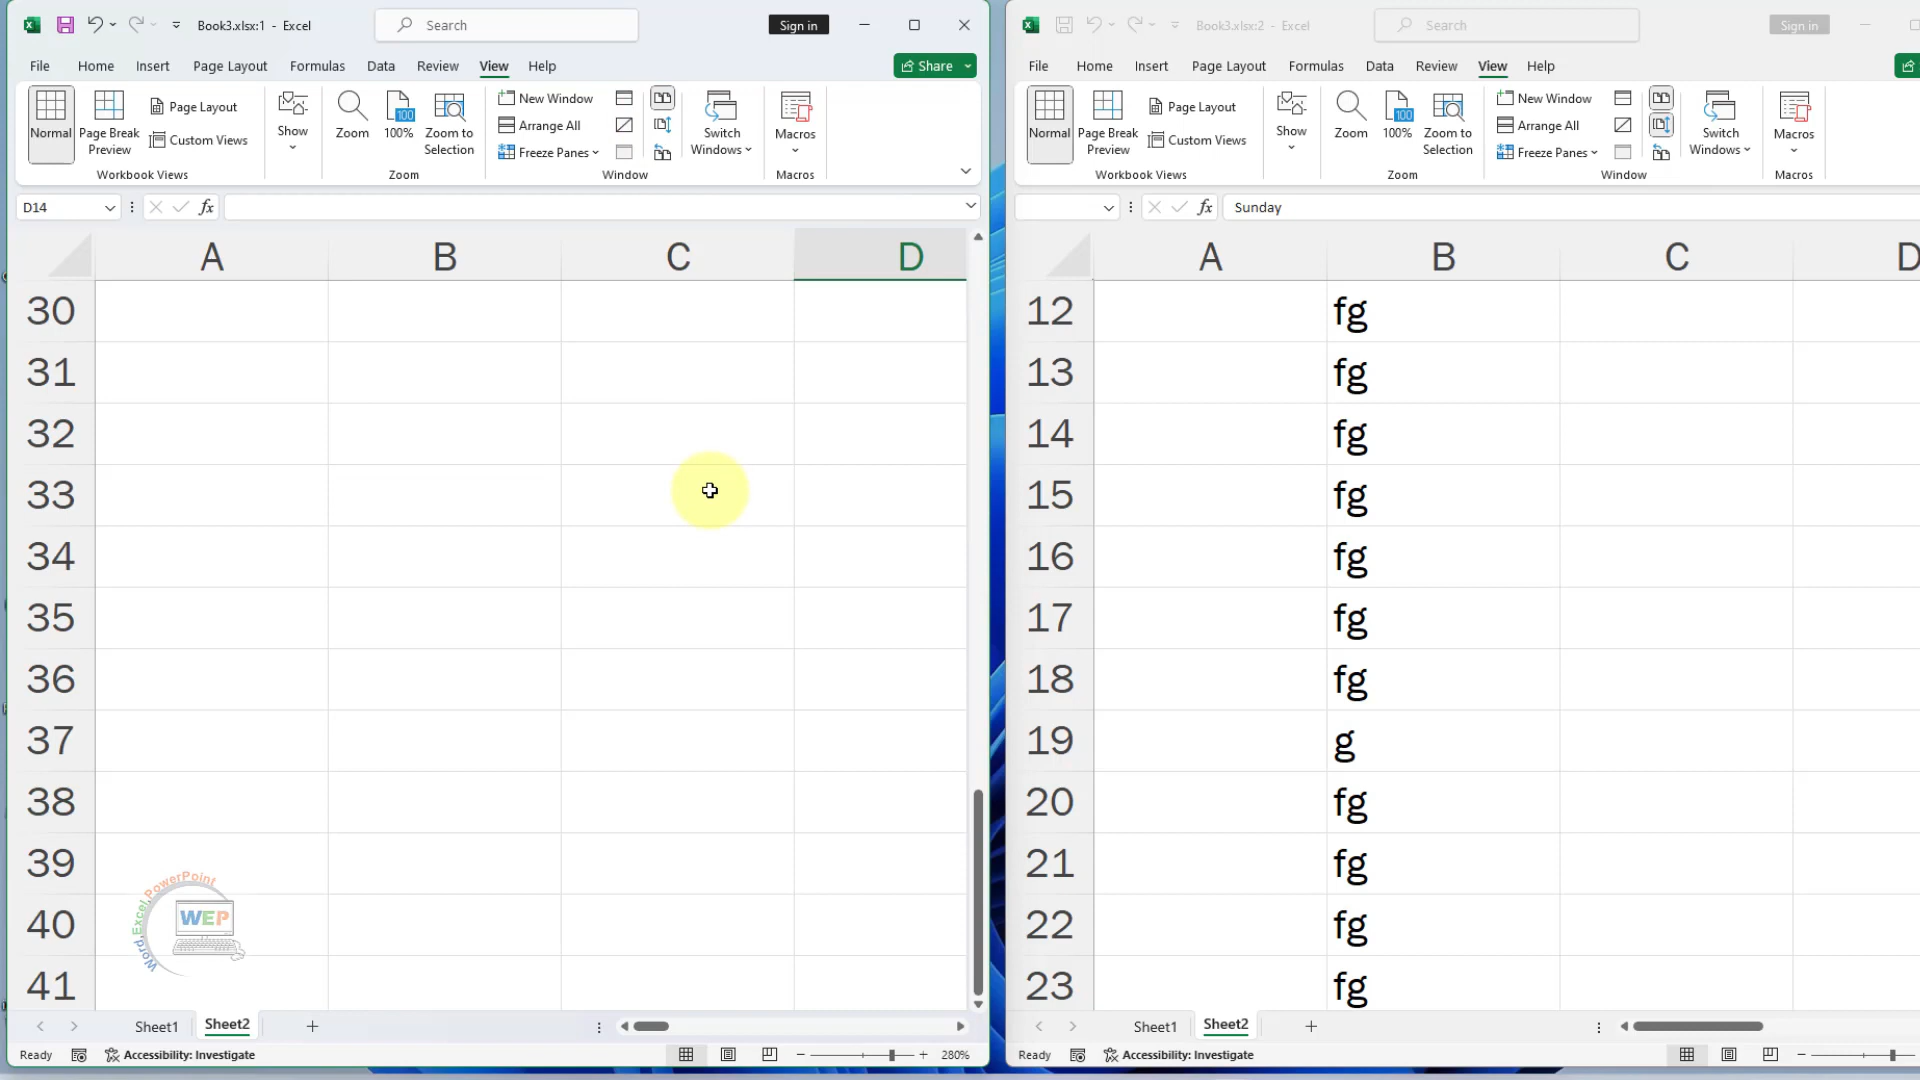 Book3.xlsx:1 - Excel
Search
Sign in
File Home Insert Page Layout Formulas Data Review View Help
Share
Normal
Page Break Preview
Page Layout
Custom Views
Workbook Views
Show
Zoom
100%
Zoom to Selection
Zoom
New Window
Arrange All
Freeze Panes
Window
Switch Windows
Macros
Macros
D14
fx
A B C D
30
31
32
33
34
35
36
37
38
39
40
41
Word,Excel,PowerPoint
WEP
Sheet1 Sheet2
Ready
Accessibility: Investigate
280%
Book3.xlsx:2 - Excel
Search
Sign in
File Home Insert Page Layout Formulas Data Review View Help
Normal
Page Break Preview
Page Layout
Custom Views
Workbook Views
Show
Zoom
100%
Zoom to Selection
Zoom
New Window
Arrange All
Freeze Panes
Window
Switch Windows
Macros
Macros
fx Sunday
A B C D
12 fg
13 fg
14 fg
15 fg
16 fg
17 fg
18 fg
19 g
20 fg
21 fg
22 fg
23 fg
Sheet1 Sheet2
Ready
Accessibility: Investigate